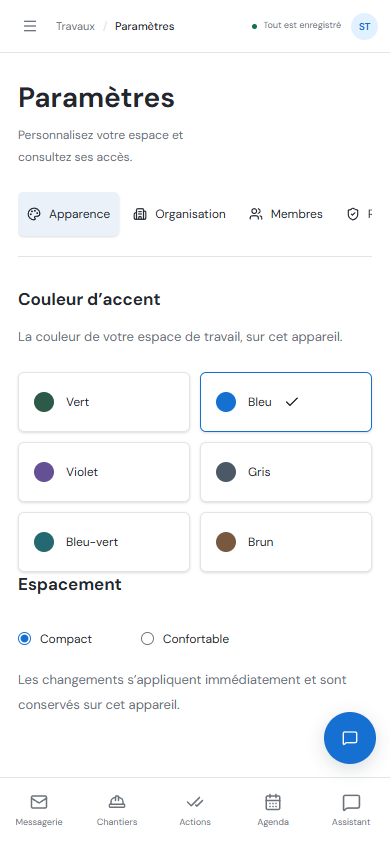 Travaux / Paramètres
Tout est enregistré
ST
Paramètres
Personnalisez votre espace et
consultez ses accès.
Apparence
Organisation
Membres
Couleur d’accent
La couleur de votre espace de travail, sur cet appareil.
Vert
Bleu
Violet
Gris
Bleu-vert
Brun
Espacement
Compact
Confortable
Les changements s’appliquent immédiatement et sont
conservés sur cet appareil.
Messagerie
Chantiers
Actions
Agenda
Assistant